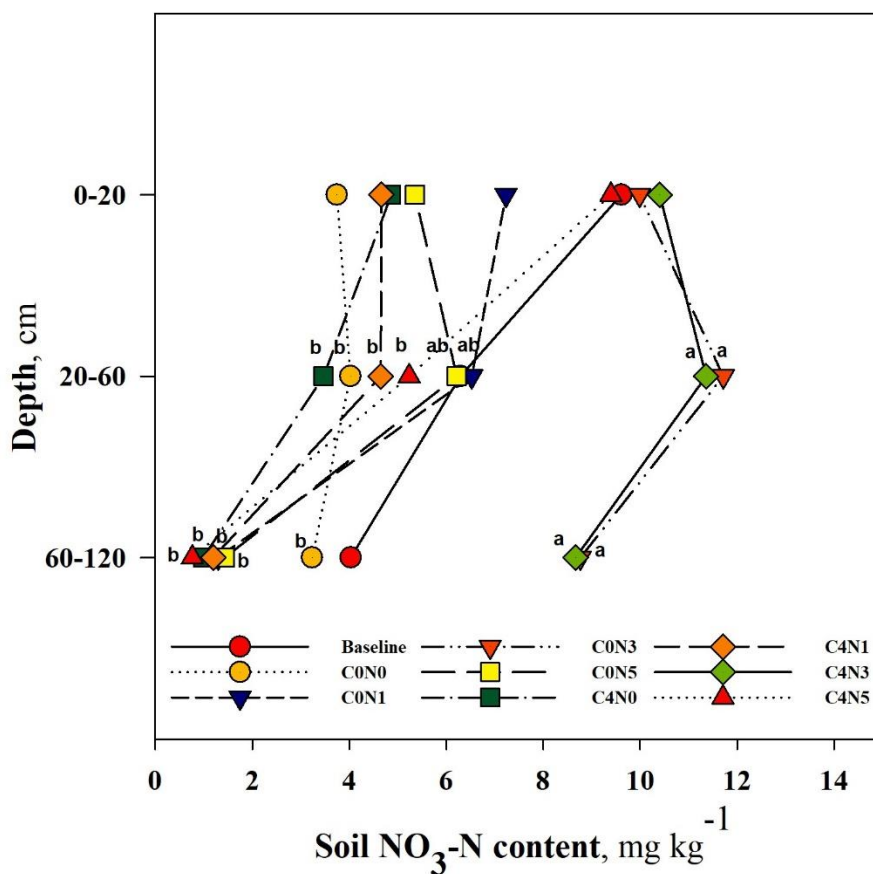 0-20
b b b b ab ab a a
20-60
Depth, cm
b b b b a a
60-120
Baseline C0N3 C4N1
C0N0 C0N5 C4N3
C0N1 C4N0 C4N5
0 2 4 6 8 10 12 14
Soil NO3-N content, mg kg-1